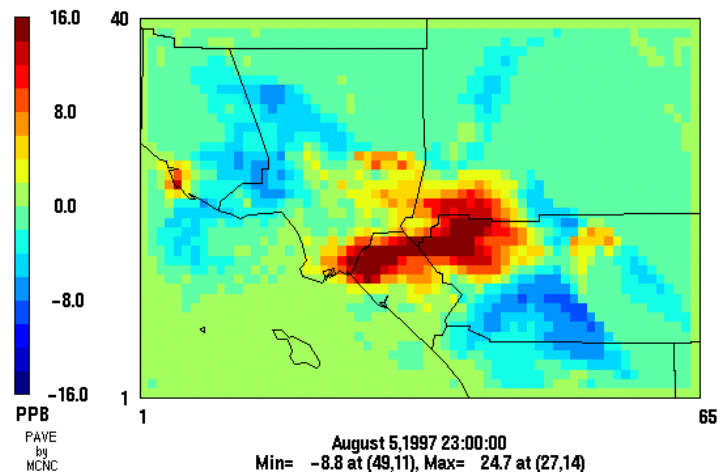 16.0
8.0
0.0
−8.0
−16.0
PPB
PAVE
by
MCNC
40
1
1
65
August 5,1997 23:00:00
Min= −8.8 at (49,11), Max= 24.7 at (27,14)